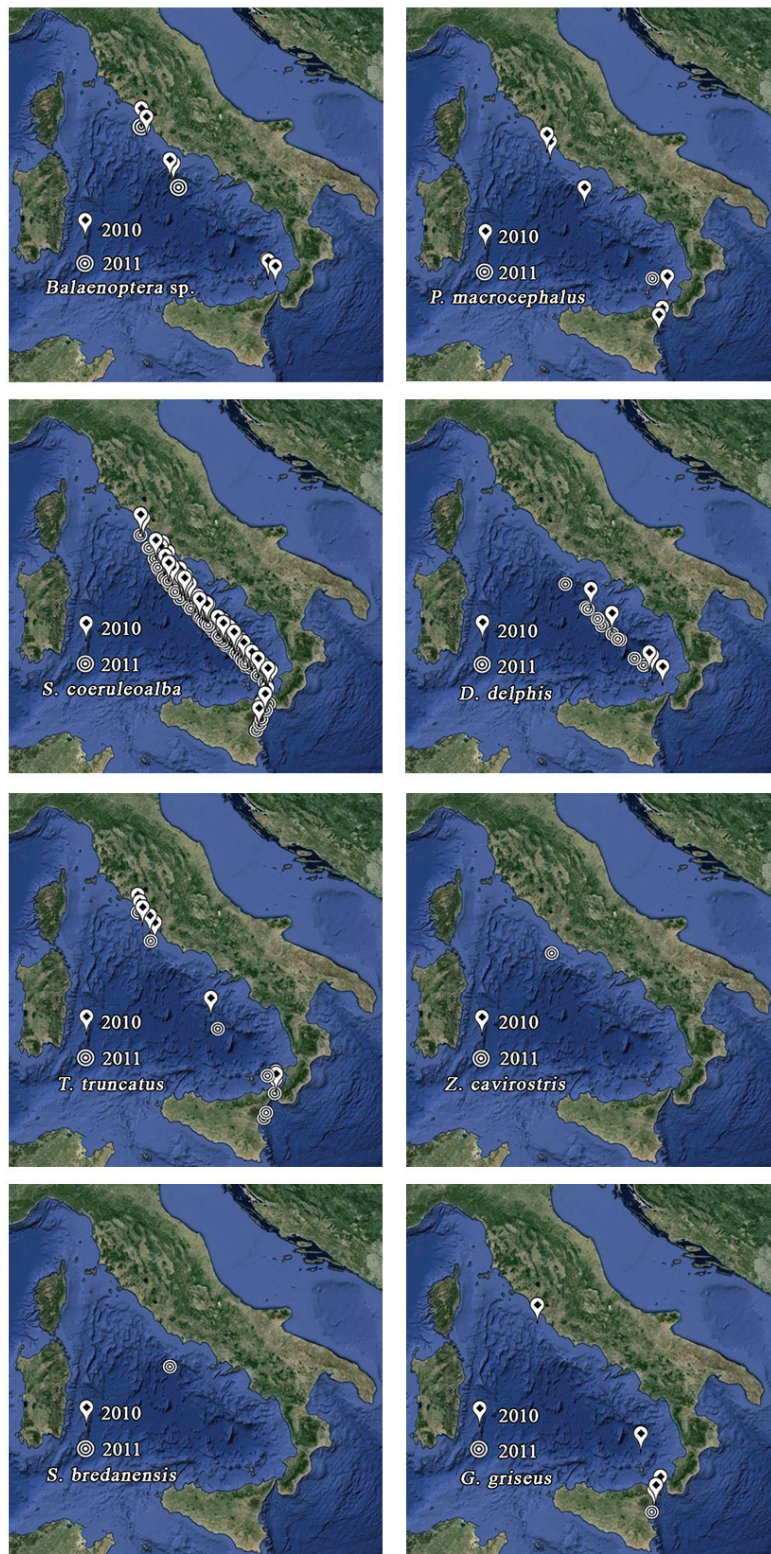 2010
2011
Balaenoptera sp.
2010
2011
P. macrocephalus
2010
2011
S. coeruleoalba
2010
2011
D. delphis
2010
2011
T. truncatus
2010
2011
Z. cavirostris
2010
2011
S. bredanensis
2010
2011
G. griseus